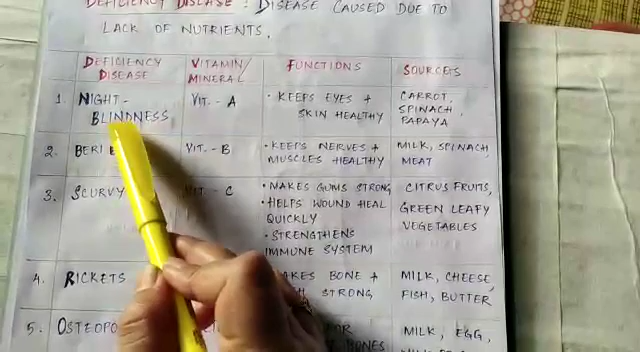 DEFICIENCY DISEASE : DISEASE CAUSED DUE TO
LACK OF NUTRIENTS.
DEFICIENCY DISEASE
VITAMIN/ MINERAL
FUNCTIONS
SOURCES
1. NIGHT-
BLINDNESS
VIT. - A
• KEEPS EYES +
SKIN HEALTHY
CARROT,
SPINACH,
PAPAYA
2. BERI
VIT. - B
• KEEPS NERVES +
MUSCLES HEALTHY
MILK, SPINACH,
MEAT
3. SCURVY
VIT - C
• MAKES GUMS STRONG
• HELPS WOUND HEAL
QUICKLY
• STRENGTHENS
IMMUNE SYSTEM
CITRUS FRUITS,
GREEN LEAFY
VEGETABLES
4. RICKETS
BONE +
STRONG
MILK, CHEESE,
FISH, BUTTER
5.
MILK, EGG,